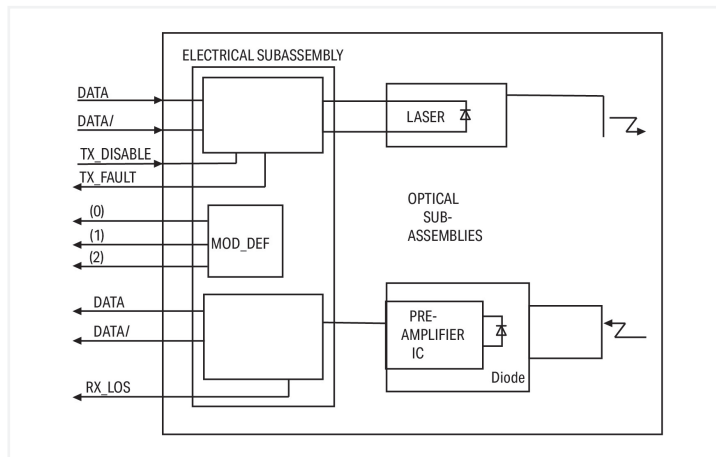 ELECTRICAL SUBASSEMBLY
DATA
DATA/
TX_DISABLE
TX_FAULT
LASER
(0)
(1)
(2)
MOD_DEF
OPTICAL
SUB-
ASSEMBLIES
DATA
DATA/
RX_LOS
PRE-
AMPLIFIER
IC
Diode